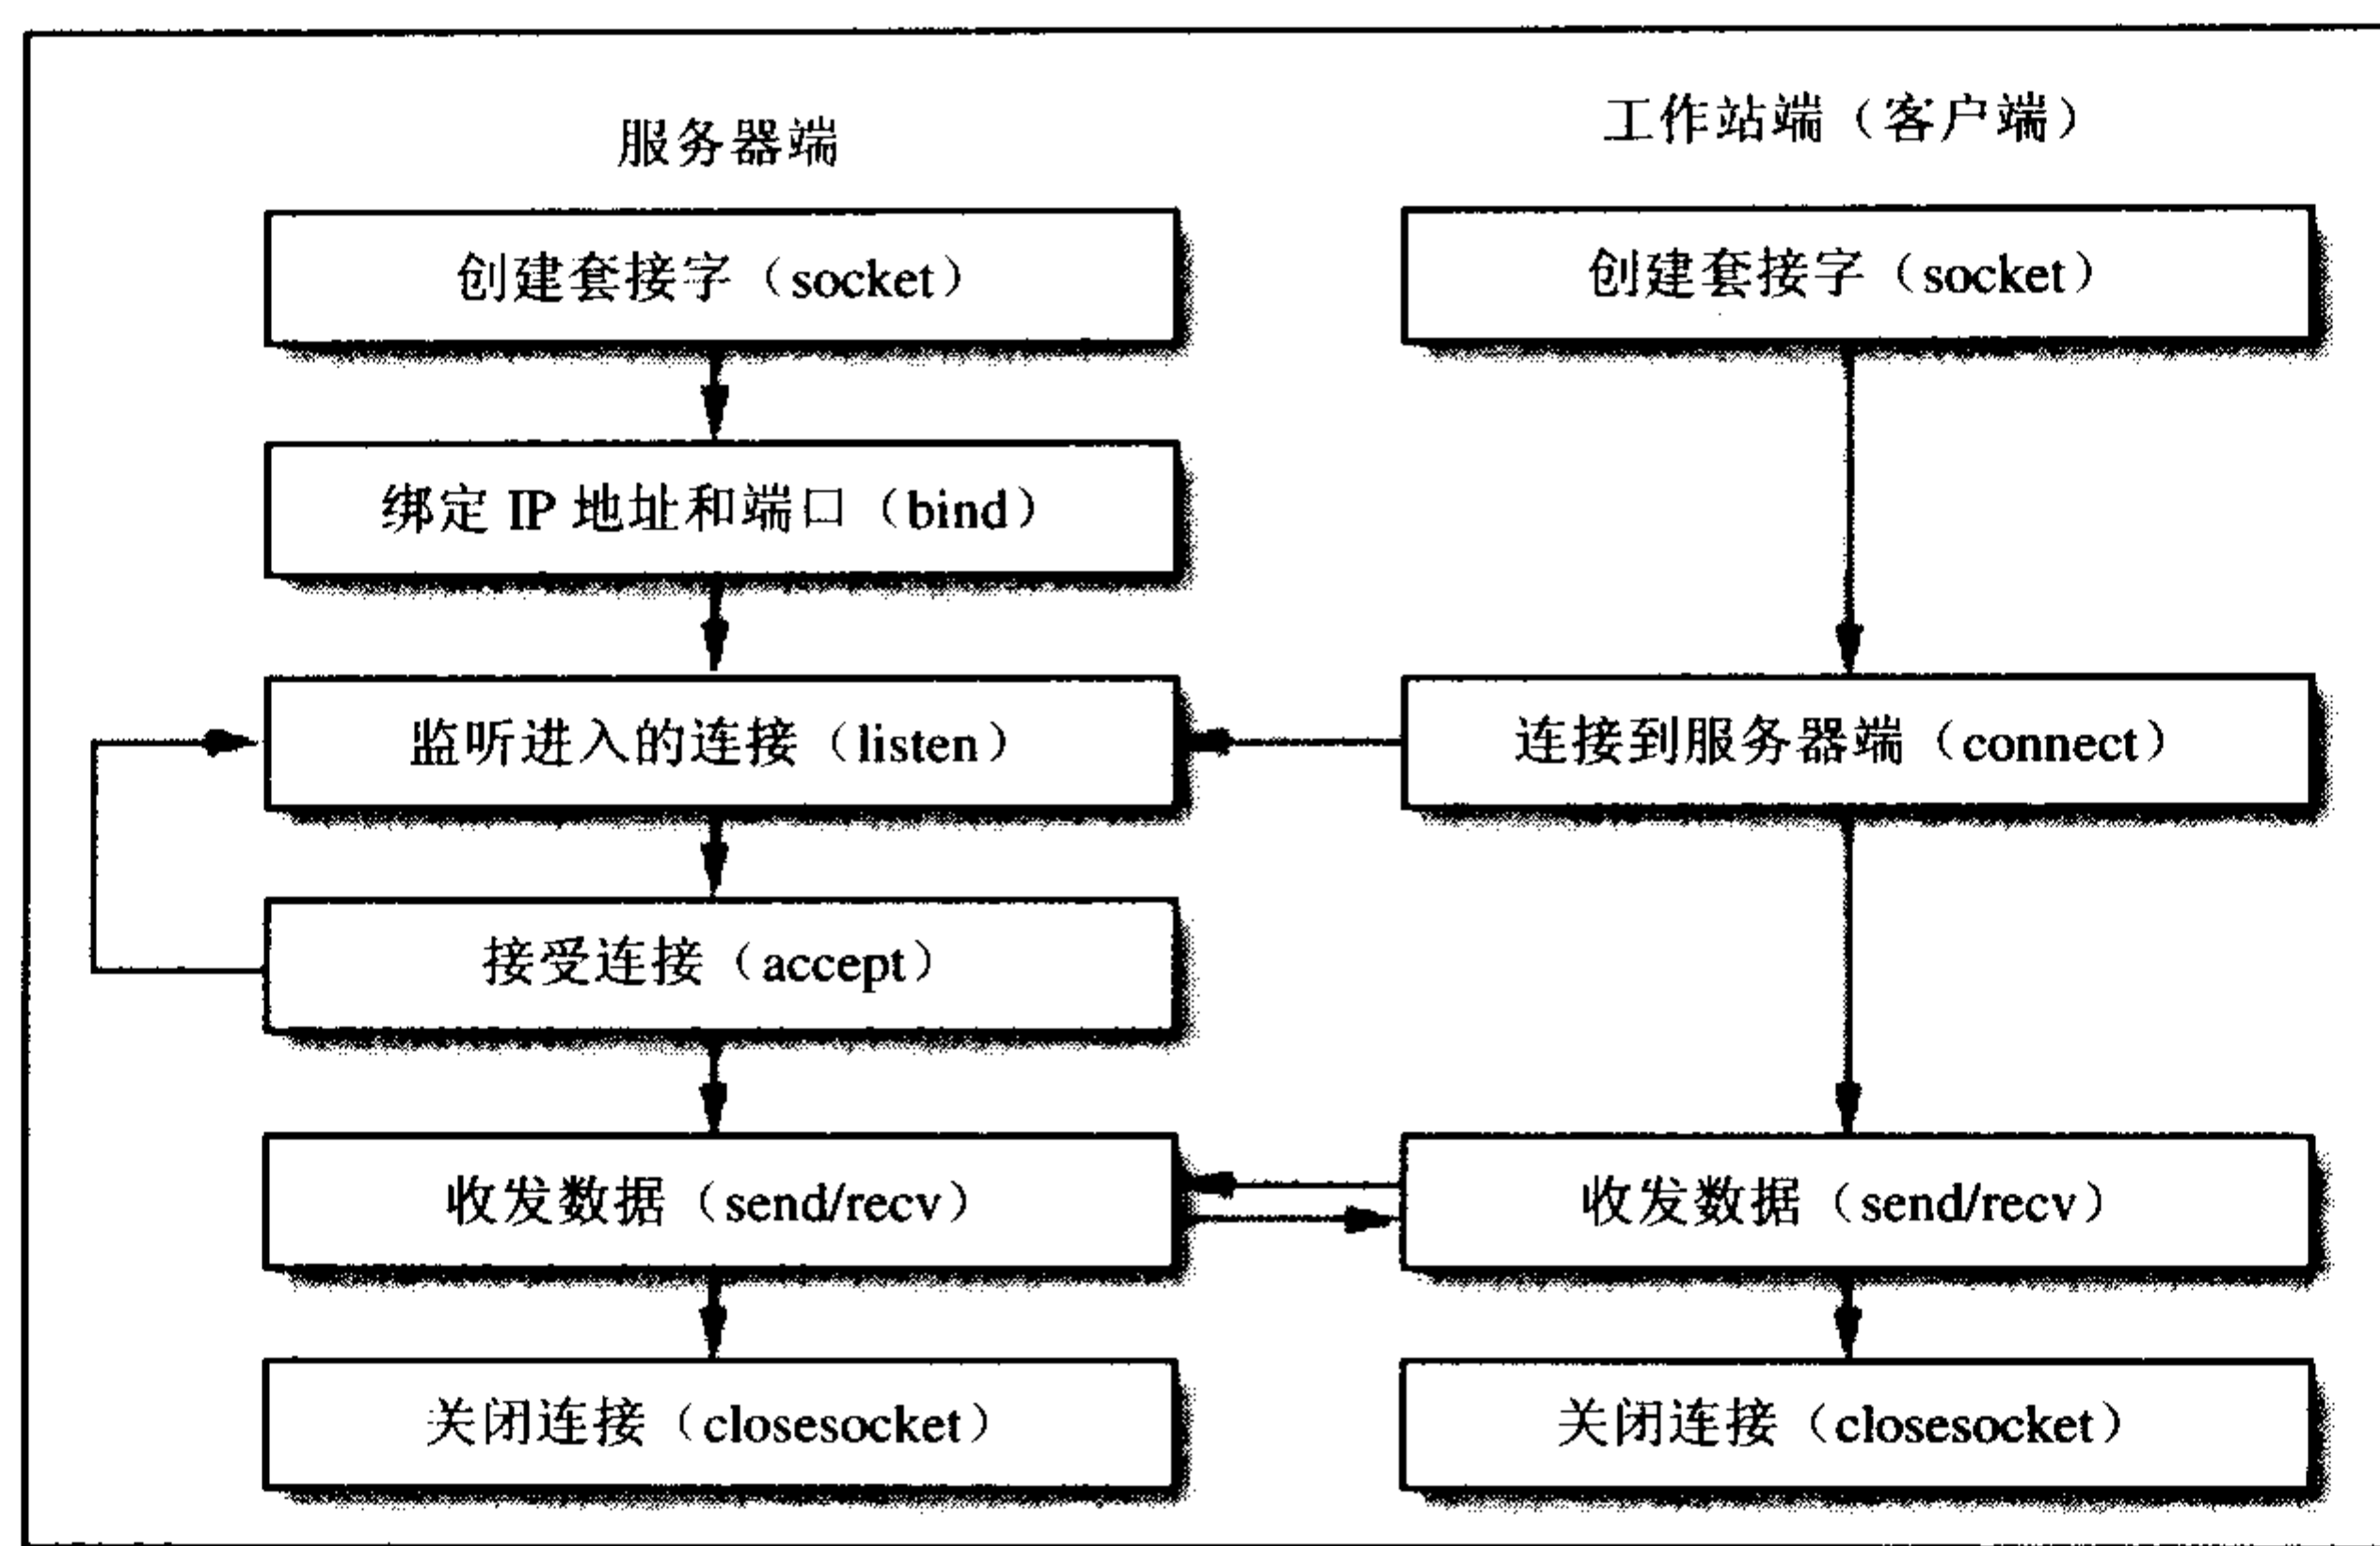 服务器端
工作站端（客户端）
创建套接字（socket）
创建套接字（socket）
绑定 IP 地址和端口（bind）
监听进入的连接（listen）
连接到服务器端（connect）
接受连接（accept）
收发数据（send/recv）
收发数据（send/recv）
关闭连接（closesocket）
关闭连接（closesocket）